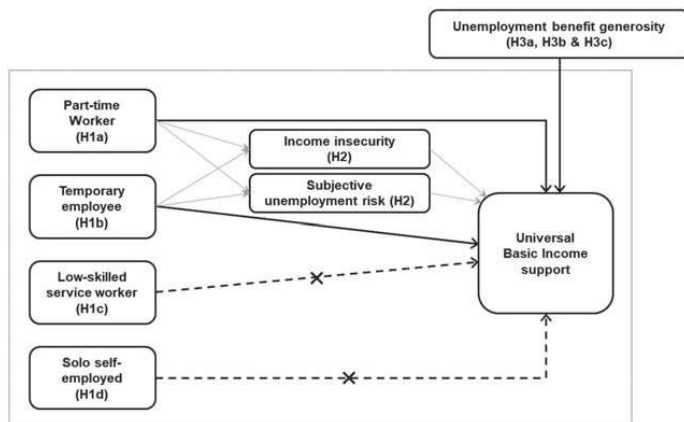 Unemployment benefit generosity
(H3a, H3b & H3c)
Part-time
Worker
(H1a)
Income insecurity
(H2)
Subjective
unemployment risk (H2)
Temporary
employee
(H1b)
Universal
Basic Income
support
Low-skilled
service worker
(H1c)
Solo self-
employed
(H1d)